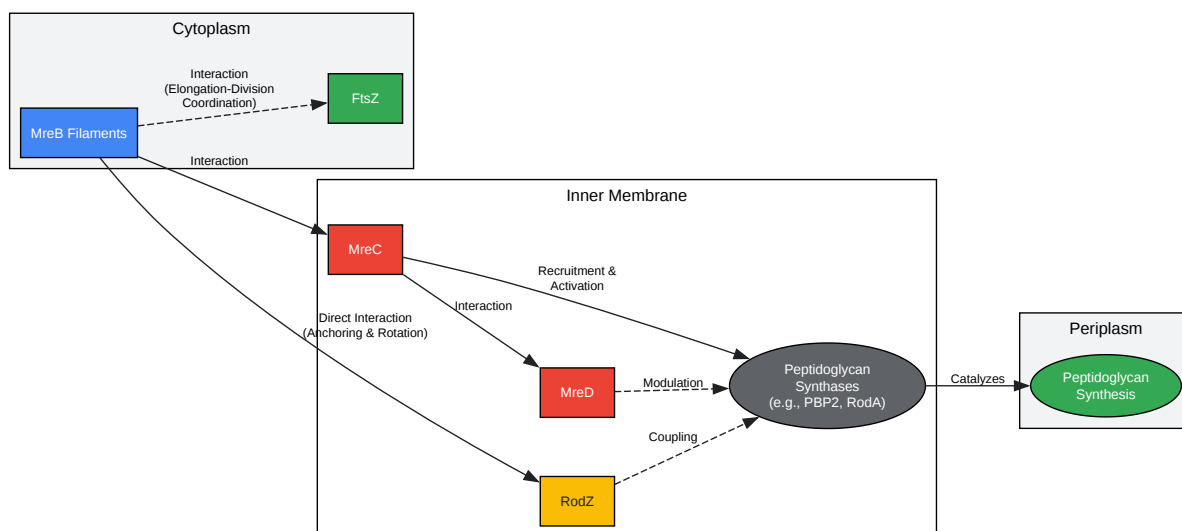 Cytoplasm
Interaction
(Elongation-Division
Coordination)
FtsZ
MreB Filaments
Interaction
Inner Membrane
MreC
Recruitment &
Activation
Interaction
Direct Interaction
(Anchoring & Rotation)
Periplasm
Peptidoglycan
Synthases
(e.g., PBP2, RodA)
Catalyzes
Peptidoglycan
Synthesis
MreD
Modulation
Coupling
RodZ